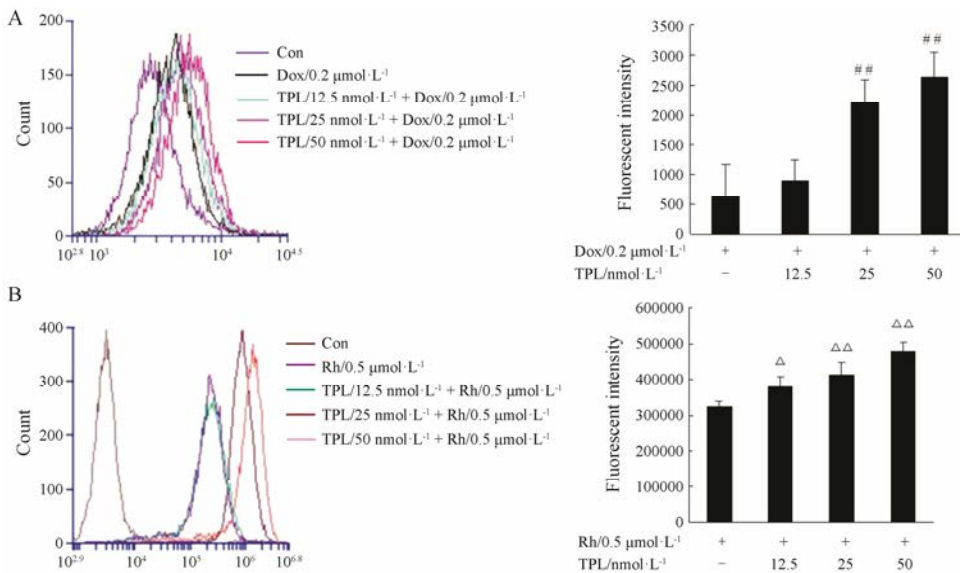 A
200
150
100
50
0
Count
10^2.8 10^3 10^4 10^4.5
Con
Dox/0.2 μmol·L⁻¹
TPL/12.5 nmol·L⁻¹ + Dox/0.2 μmol·L⁻¹
TPL/25 nmol·L⁻¹ + Dox/0.2 μmol·L⁻¹
TPL/50 nmol·L⁻¹ + Dox/0.2 μmol·L⁻¹
3500
3000
2500
2000
1500
1000
500
0
Fluorescent intensity
##
##
Dox/0.2 μmol·L⁻¹ + + + +
TPL/nmol·L⁻¹ − 12.5 25 50
B
400
300
200
100
0
Count
10^2.9 10^4 10^5 10^6 10^6.8
Con
Rh/0.5 μmol·L⁻¹
TPL/12.5 nmol·L⁻¹ + Rh/0.5 μmol·L⁻¹
TPL/25 nmol·L⁻¹ + Rh/0.5 μmol·L⁻¹
TPL/50 nmol·L⁻¹ + Rh/0.5 μmol·L⁻¹
600000
500000
400000
300000
200000
100000
0
Fluorescent intensity
△
△△
△△
Rh/0.5 μmol·L⁻¹ + + + +
TPL/nmol·L⁻¹ − 12.5 25 50